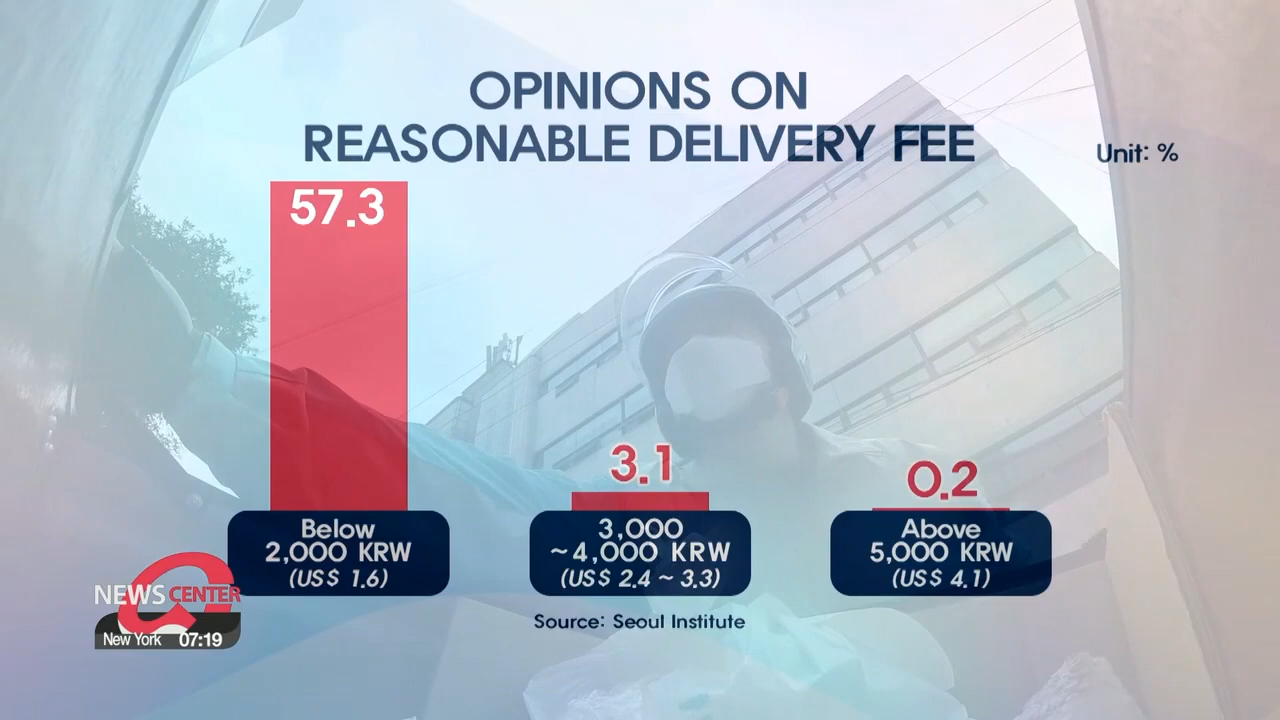 OPINIONS ON
REASONABLE DELIVERY FEE
Unit: %
57.3
3.1
0.2
Below
2,000 KRW
(US$ 1.6)
3,000
~4,000 KRW
(US$ 2.4 ~ 3.3)
Above
5,000 KRW
(US$ 4.1)
Source: Seoul Institute
NEWS CENTER
New York 07:19